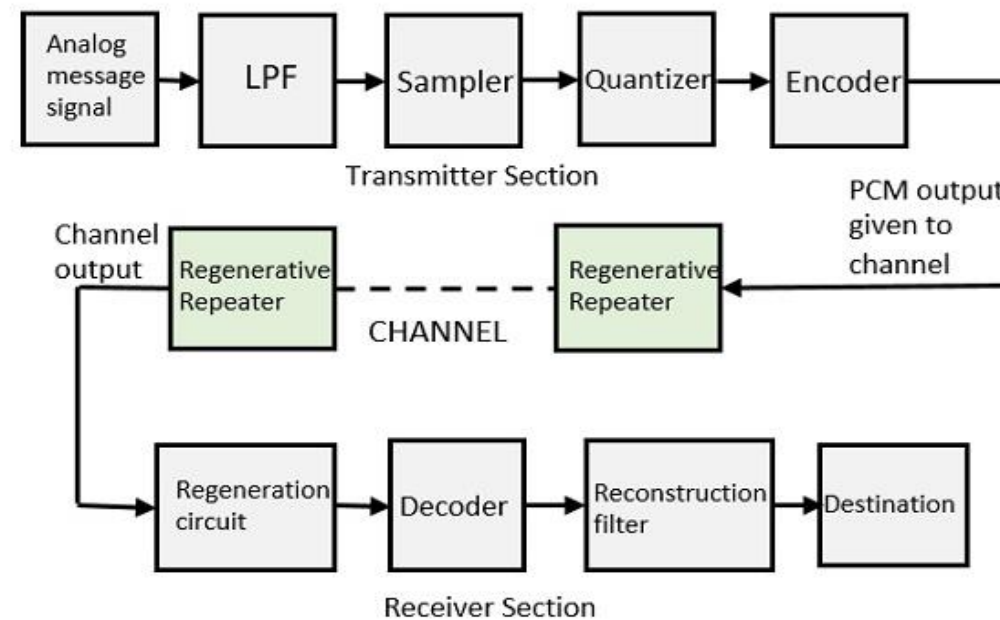 Analog
message
signal
LPF
Sampler
Quantizer
Encoder
Transmitter Section
PCM output
given to
channel
Channel
output
Regenerative
Repeater
CHANNEL
Regenerative
Repeater
Regeneration
circuit
Decoder
Reconstruction
filter
Destination
Receiver Section